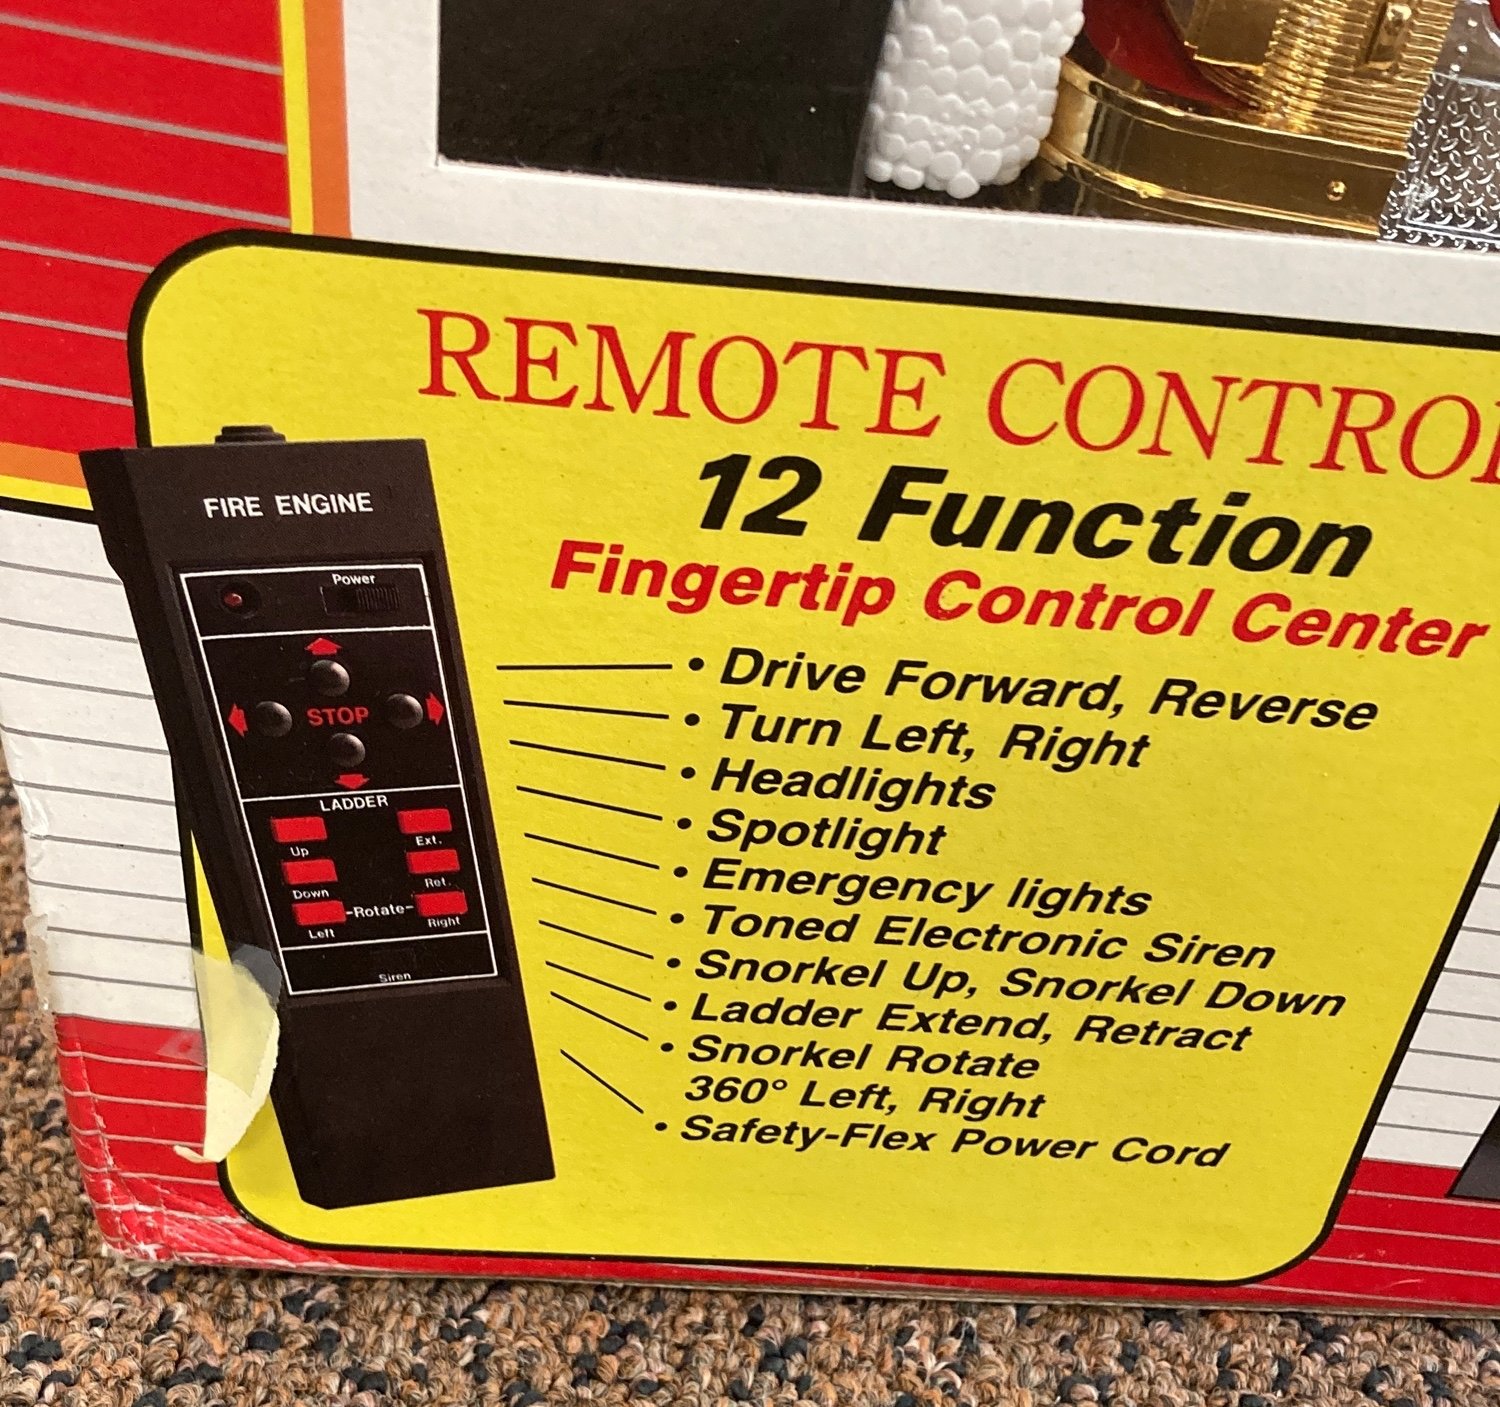 REMOTE CONTROL
12 Function
Fingertip Control Center
• Drive Forward, Reverse
• Turn Left, Right
• Headlights
• Spotlight
• Emergency lights
• Toned Electronic Siren
• Snorkel Up, Snorkel Down
• Ladder Extend, Retract
• Snorkel Rotate
360° Left, Right
• Safety-Flex Power Cord
FIRE ENGINE
Power
STOP
LADDER
Up
Ext.
Down
Ret.
-Rotate-
Left
Right
Siren